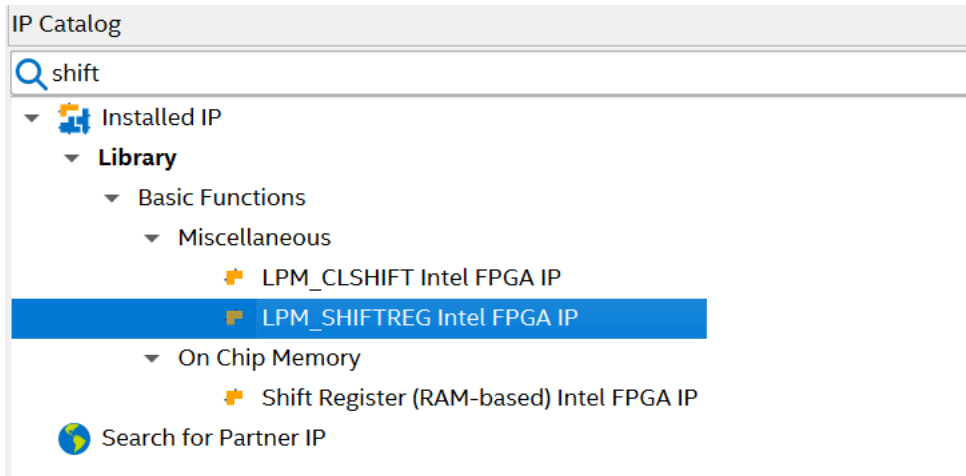 IP Catalog
shift
Installed IP
Library
Basic Functions
Miscellaneous
LPM_CLSHIFT Intel FPGA IP
LPM_SHIFTREG Intel FPGA IP
On Chip Memory
Shift Register (RAM-based) Intel FPGA IP
Search for Partner IP